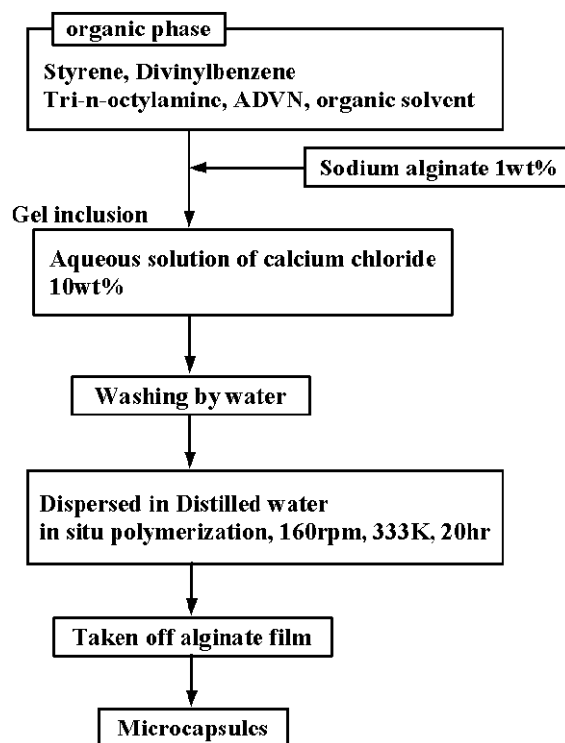 organic phase
Styrene, Divinylbenzene
Tri-n-octylamine, ADVN, organic solvent
Sodium alginate 1wt%
Gel inclusion
Aqueous solution of calcium chloride
10wt%
Washing by water
Dispersed in Distilled water
in situ polymerization, 160rpm, 333K, 20hr
Taken off alginate film
Microcapsules